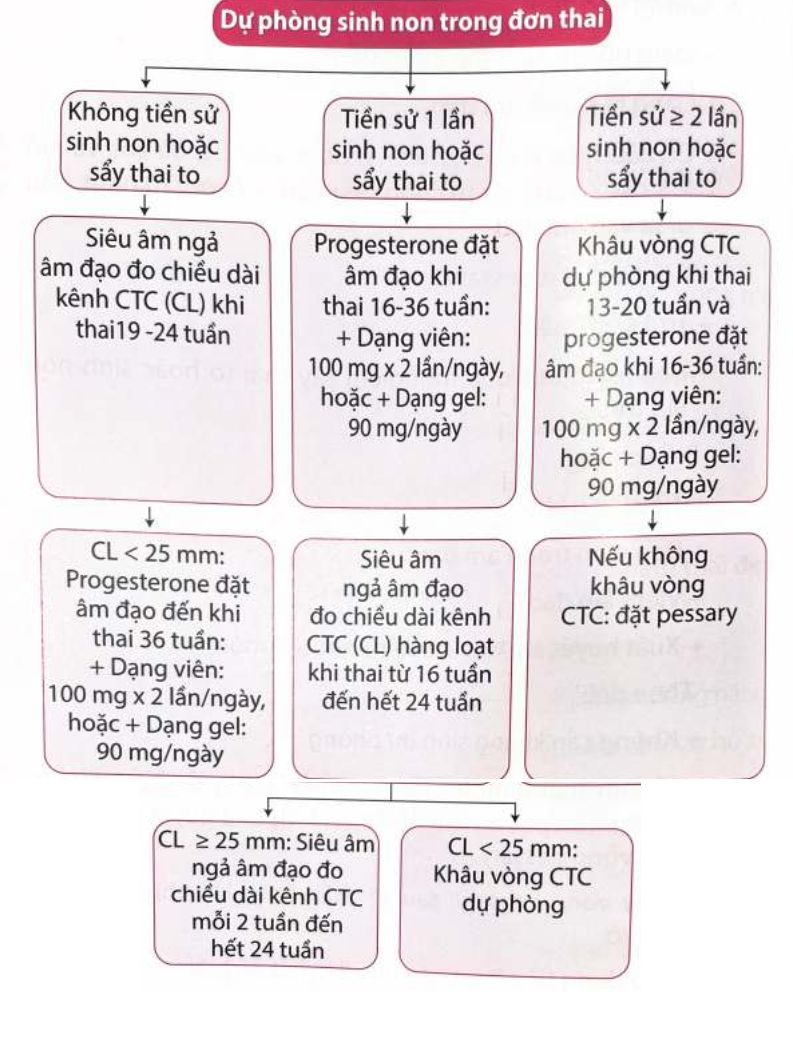 Dự phòng sinh non trong đơn thai
Không tiền sử
sinh non hoặc
sẩy thai to
Tiền sử 1 lần
sinh non hoặc
sẩy thai to
Tiền sử ≥ 2 lần
sinh non hoặc
sẩy thai to
Siêu âm ngả
âm đạo đo chiều dài
kênh CTC (CL) khi
thai19 -24 tuần
Progesterone đặt
âm đạo khi
thai 16-36 tuần:
+ Dạng viên:
100 mg x 2 lần/ngày,
hoặc + Dạng gel:
90 mg/ngày
Khâu vòng CTC
dự phòng khi thai
13-20 tuần và
progesterone đặt
âm đạo khi 16-36 tuần:
+ Dạng viên:
100 mg x 2 lần/ngày,
hoặc + Dạng gel:
90 mg/ngày
CL < 25 mm:
Progesterone đặt
âm đạo đến khi
thai 36 tuần:
+ Dạng viên:
100 mg x 2 lần/ngày,
hoặc + Dạng gel:
90 mg/ngày
Siêu âm
ngả âm đạo
đo chiều dài kênh
CTC (CL) hàng loạt
khi thai từ 16 tuần
đến hết 24 tuần
Nếu không
khâu vòng
CTC: đặt pessary
CL ≥ 25 mm: Siêu âm
ngả âm đạo đo
chiều dài kênh CTC
mỗi 2 tuần đến
hết 24 tuần
CL < 25 mm:
Khâu vòng CTC
dự phòng